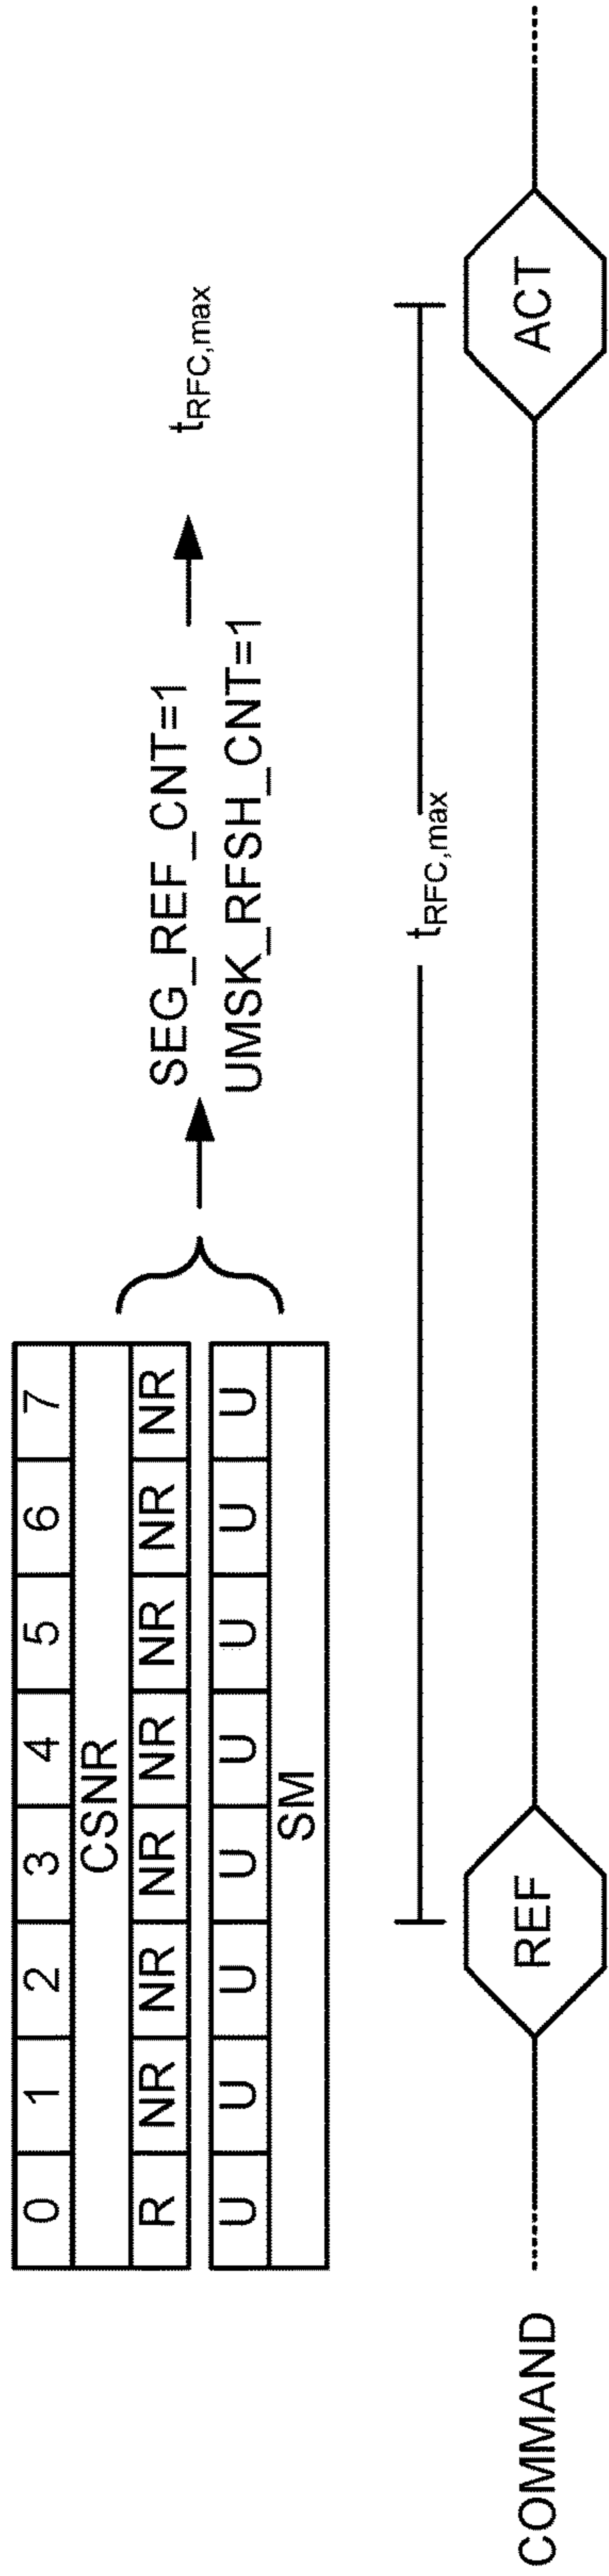 0 1 2 3 4 5 6 7
CSNR
R NR NR NR NR NR NR NR
U U U U U U U U
SM
SEG_REF_CNT=1
UMSK_RFSH_CNT=1
tRFC,max
tRFC,max
COMMAND REF ACT